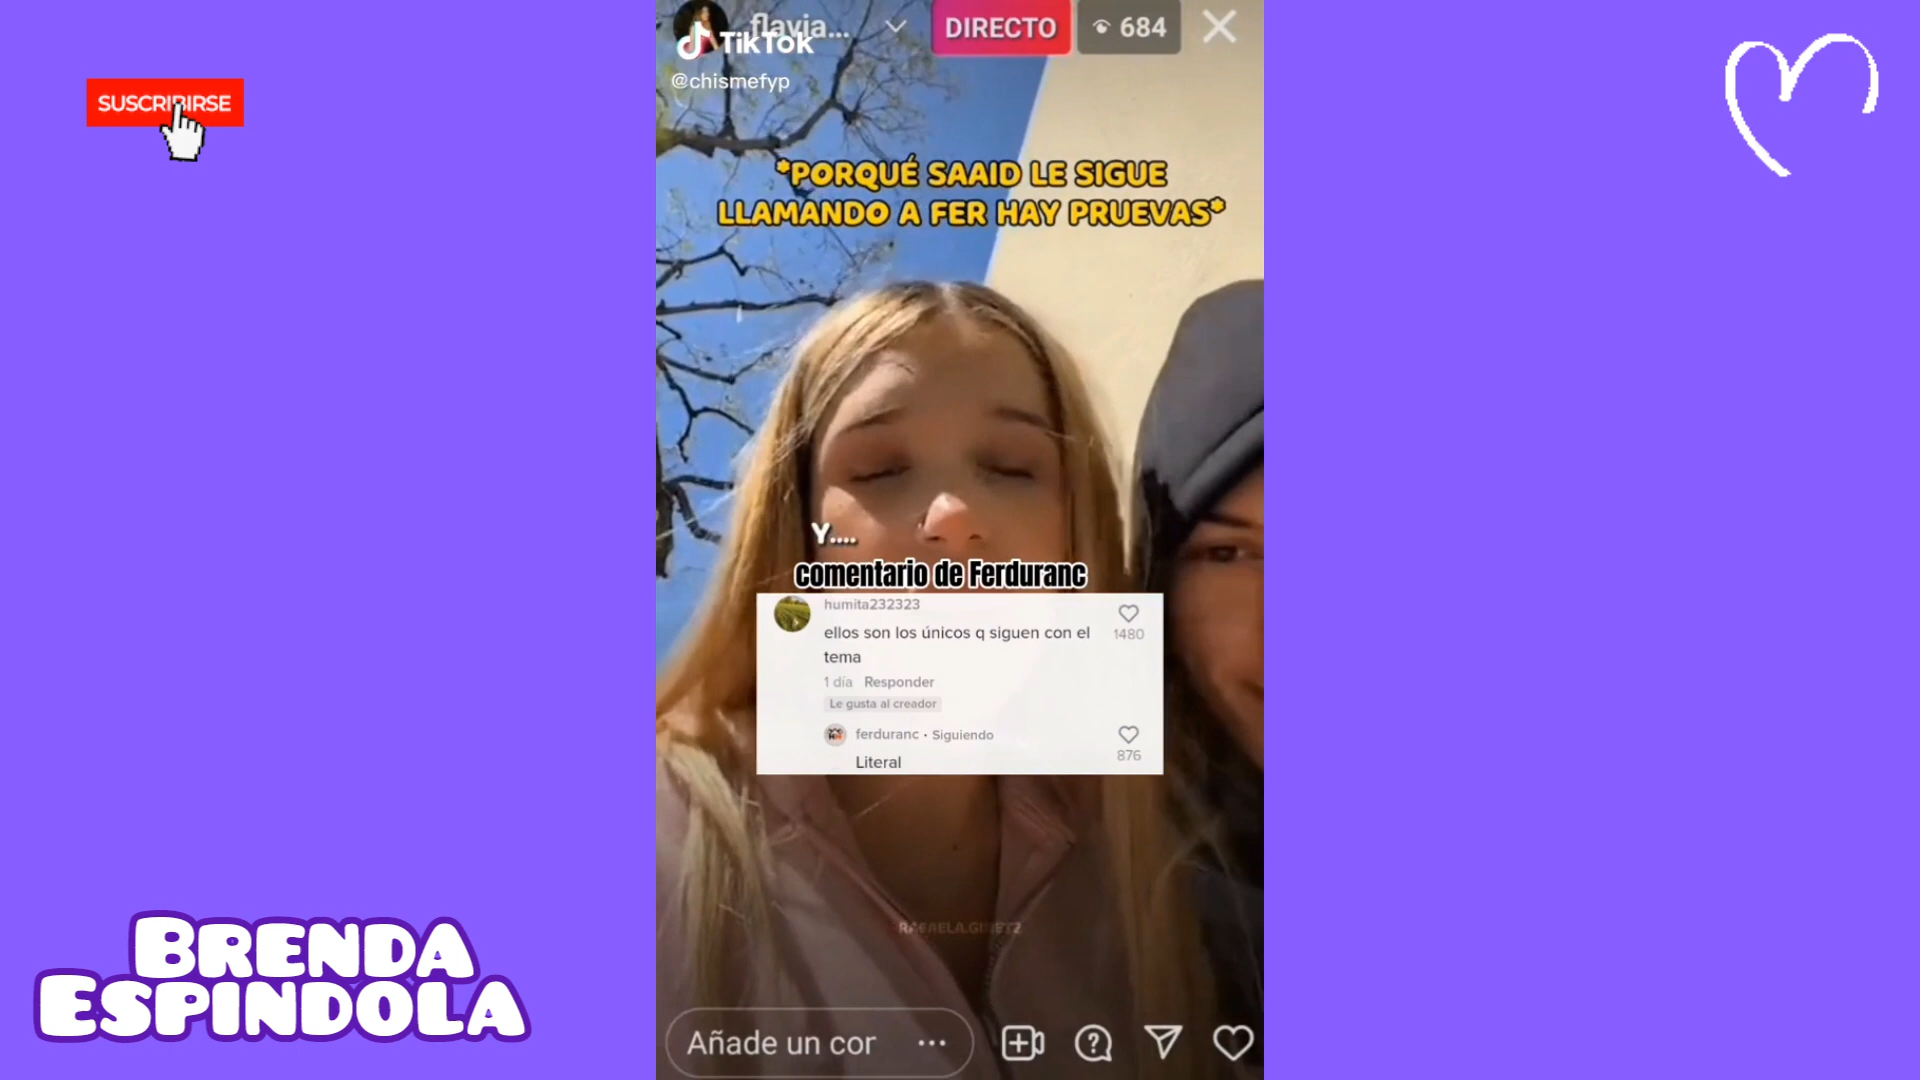 flavia...
DIRECTO
684
TikTok
@chismefyp
SUSCRIBIRSE
*PORQUÉ SAAID LE SIGUE
LLAMANDO A FER HAY PRUEVAS*
Y....
comentario de Ferduranc
humita232323
ellos son los únicos q siguen con el
tema
1480
1 día Responder
Le gusta al creador
ferduranc · Siguiendo
Literal
876
BRENDA
ESPINDOLA
Añade un cor